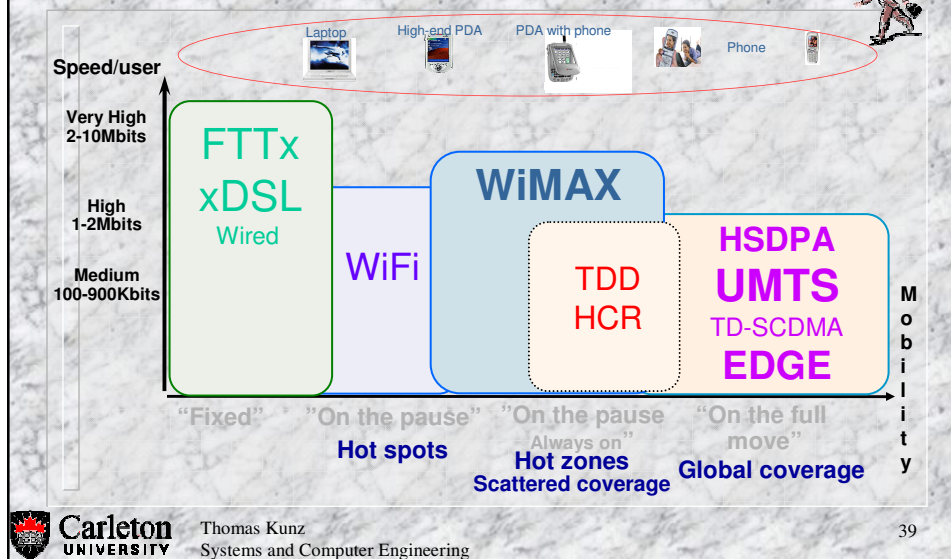 Laptop
High-end PDA
PDA with phone
Phone
Speed/user
Very High
2-10Mbits
High
1-2Mbits
Medium
100-900Kbits
FTTx
xDSL
Wired
WiFi
WiMAX
TDD
HCR
HSDPA
UMTS
TD-SCDMA
EDGE
Mobility
“Fixed”
”On the pause”
Hot spots
”On the pause
Always on”
Hot zones
Scattered coverage
“On the full
move”
Global coverage
Carleton
UNIVERSITY
Thomas Kunz
Systems and Computer Engineering
39